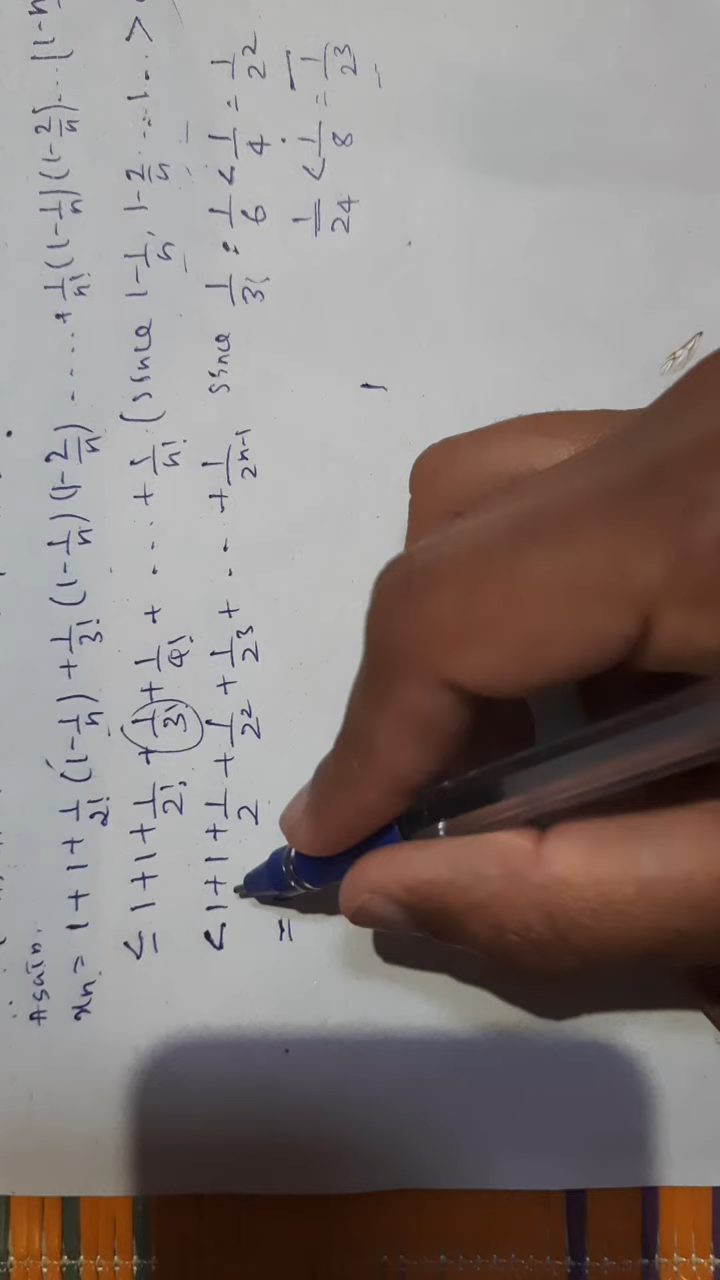 Again.
xn = 1 + 1 + 1/2! (1 - 1/n) + 1/3! (1 - 1/n) (1 - 2/n) ..... + 1/n! (1 - 1/n) (1 - 2/n) ... (1 - n
≤ 1 + 1 + 1/2! + 1/3! + 1/4! + ... + 1/n! (since 1 - 1/n, 1 - 2/n ... 1 ... >
< 1 + 1 + 1/2 + 1/2² + 1/2³ + ... + 1/2ⁿ⁻¹ since 1/3! = 1/6 < 1/4 = 1/2²
= 1/24 < 1/8 = 1/2³